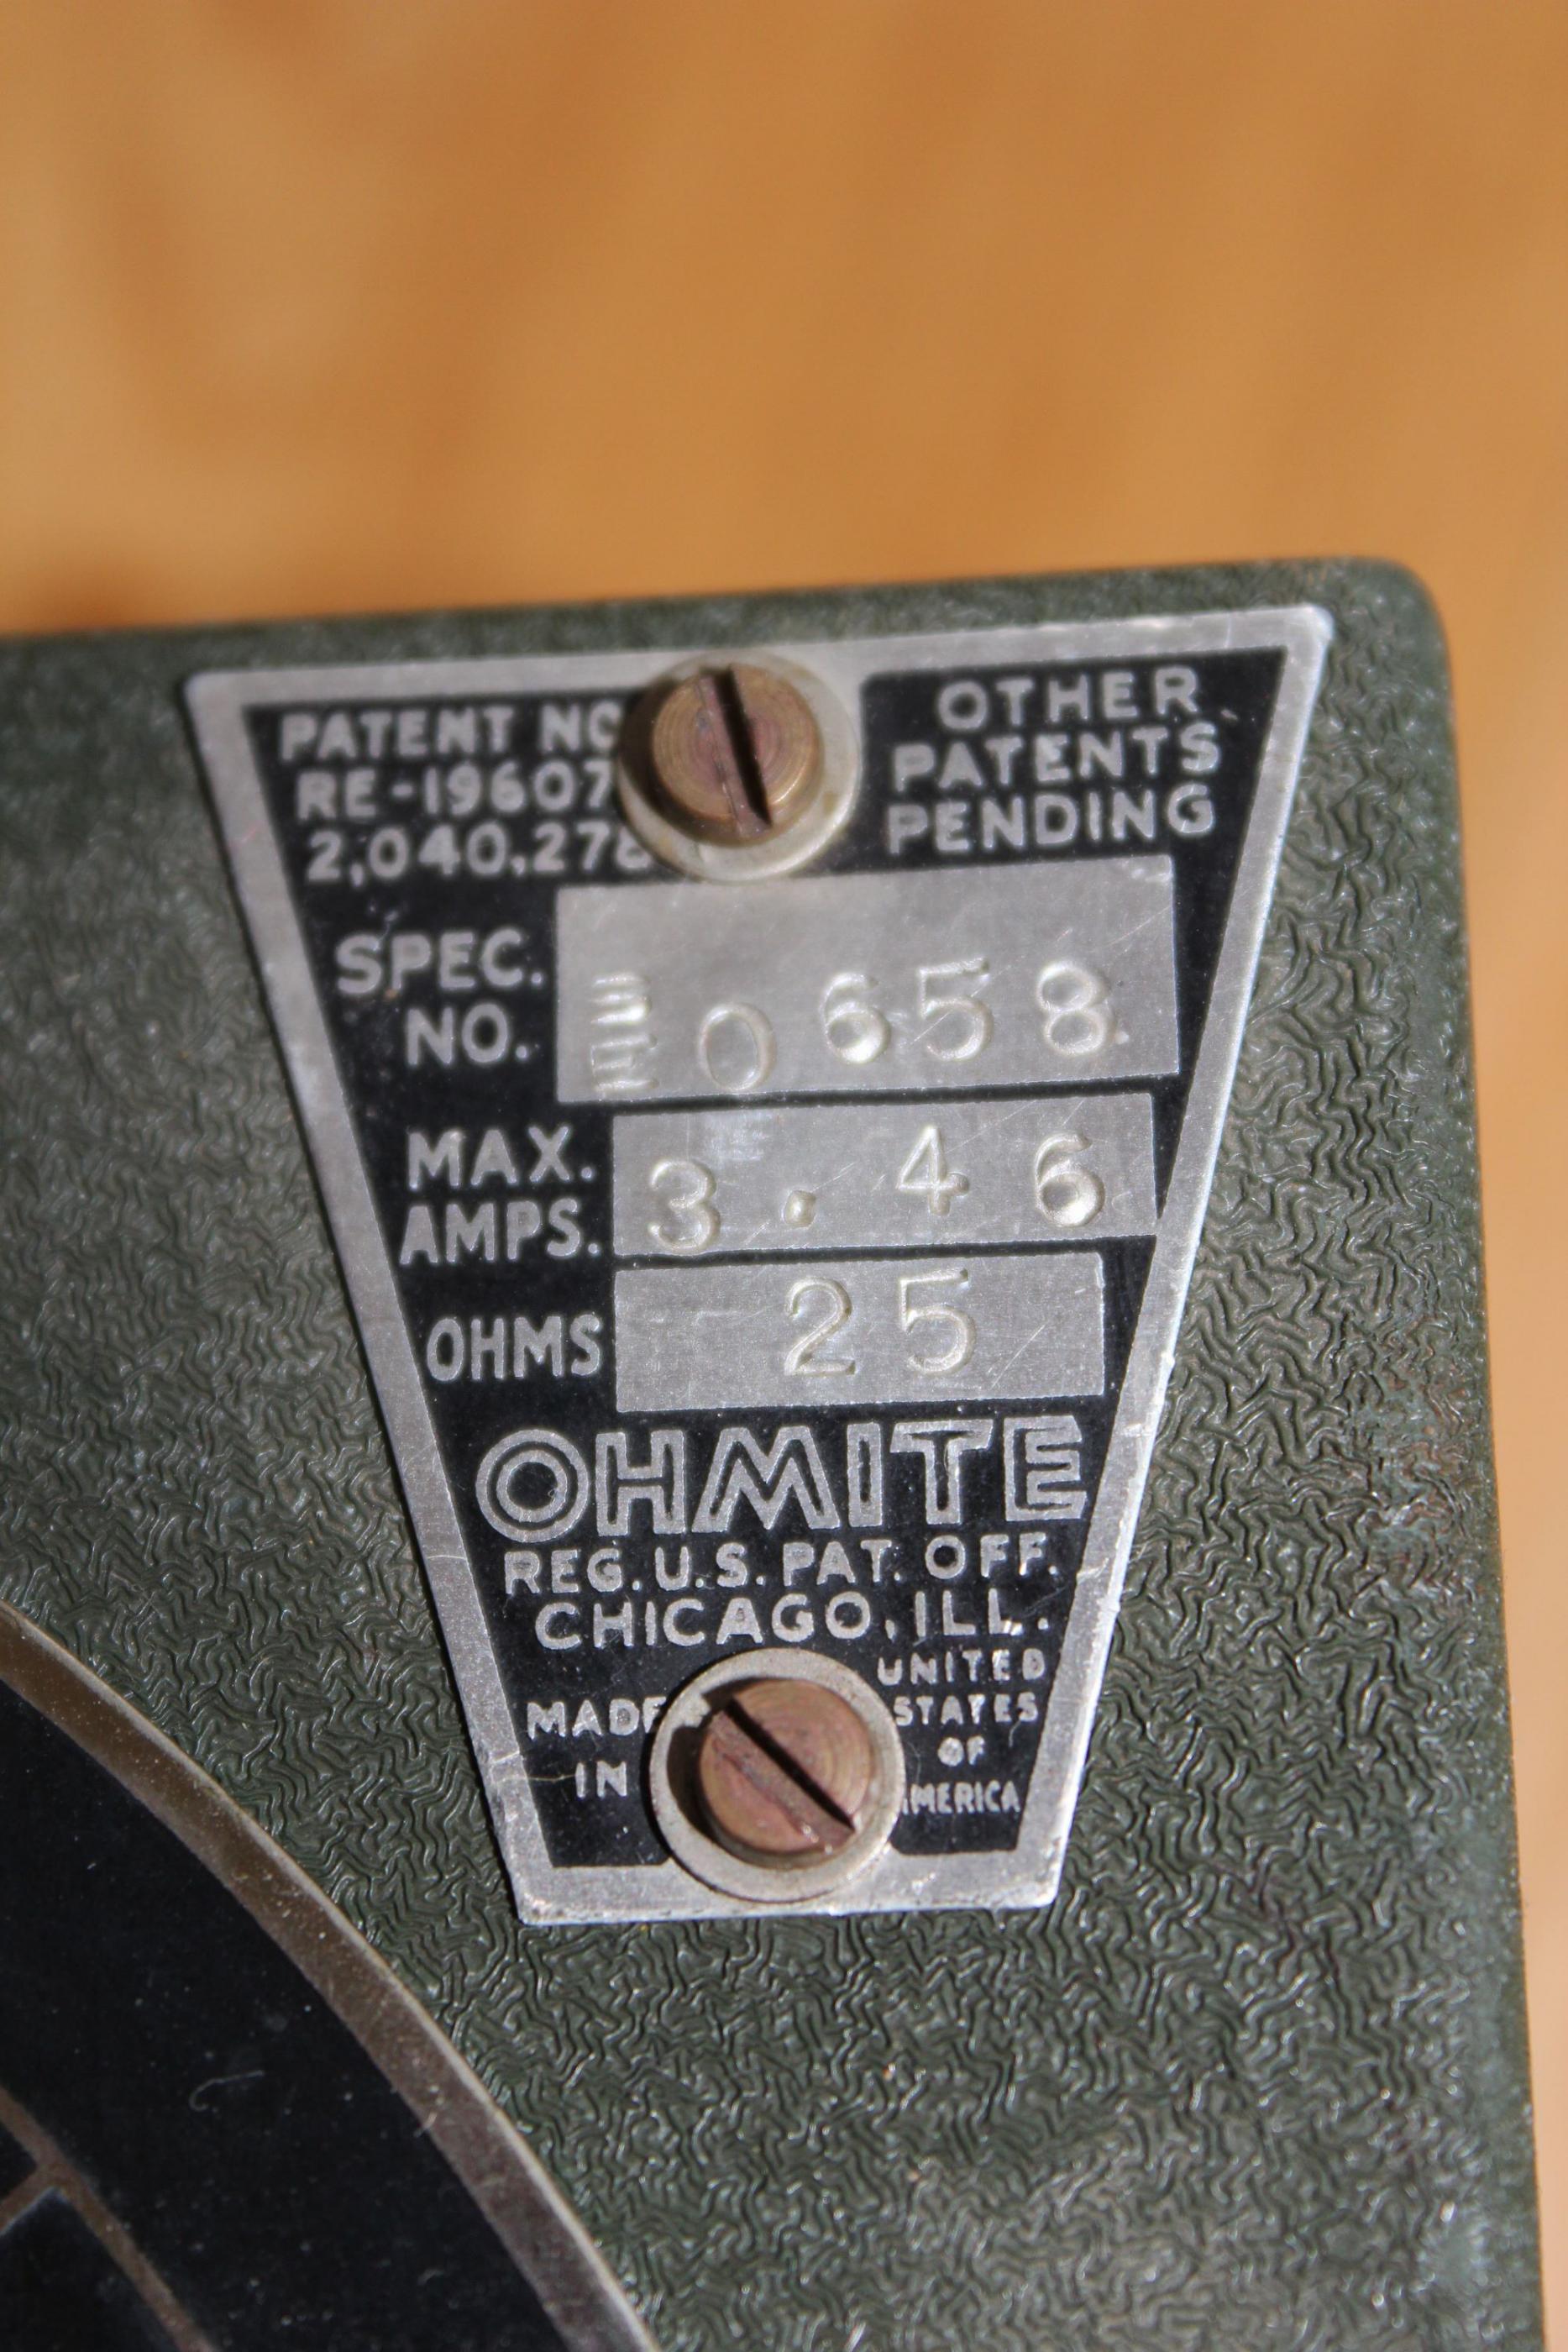 PATENT NO
RE-19607
2,040,278
OTHER
PATENTS
PENDING
SPEC.
NO.
0658
MAX.
AMPS.
3.46
OHMS
25
OHMITE
REG. U.S. PAT. OFF.
CHICAGO, ILL.
MADE
IN
UNITED
STATES
OF
AMERICA